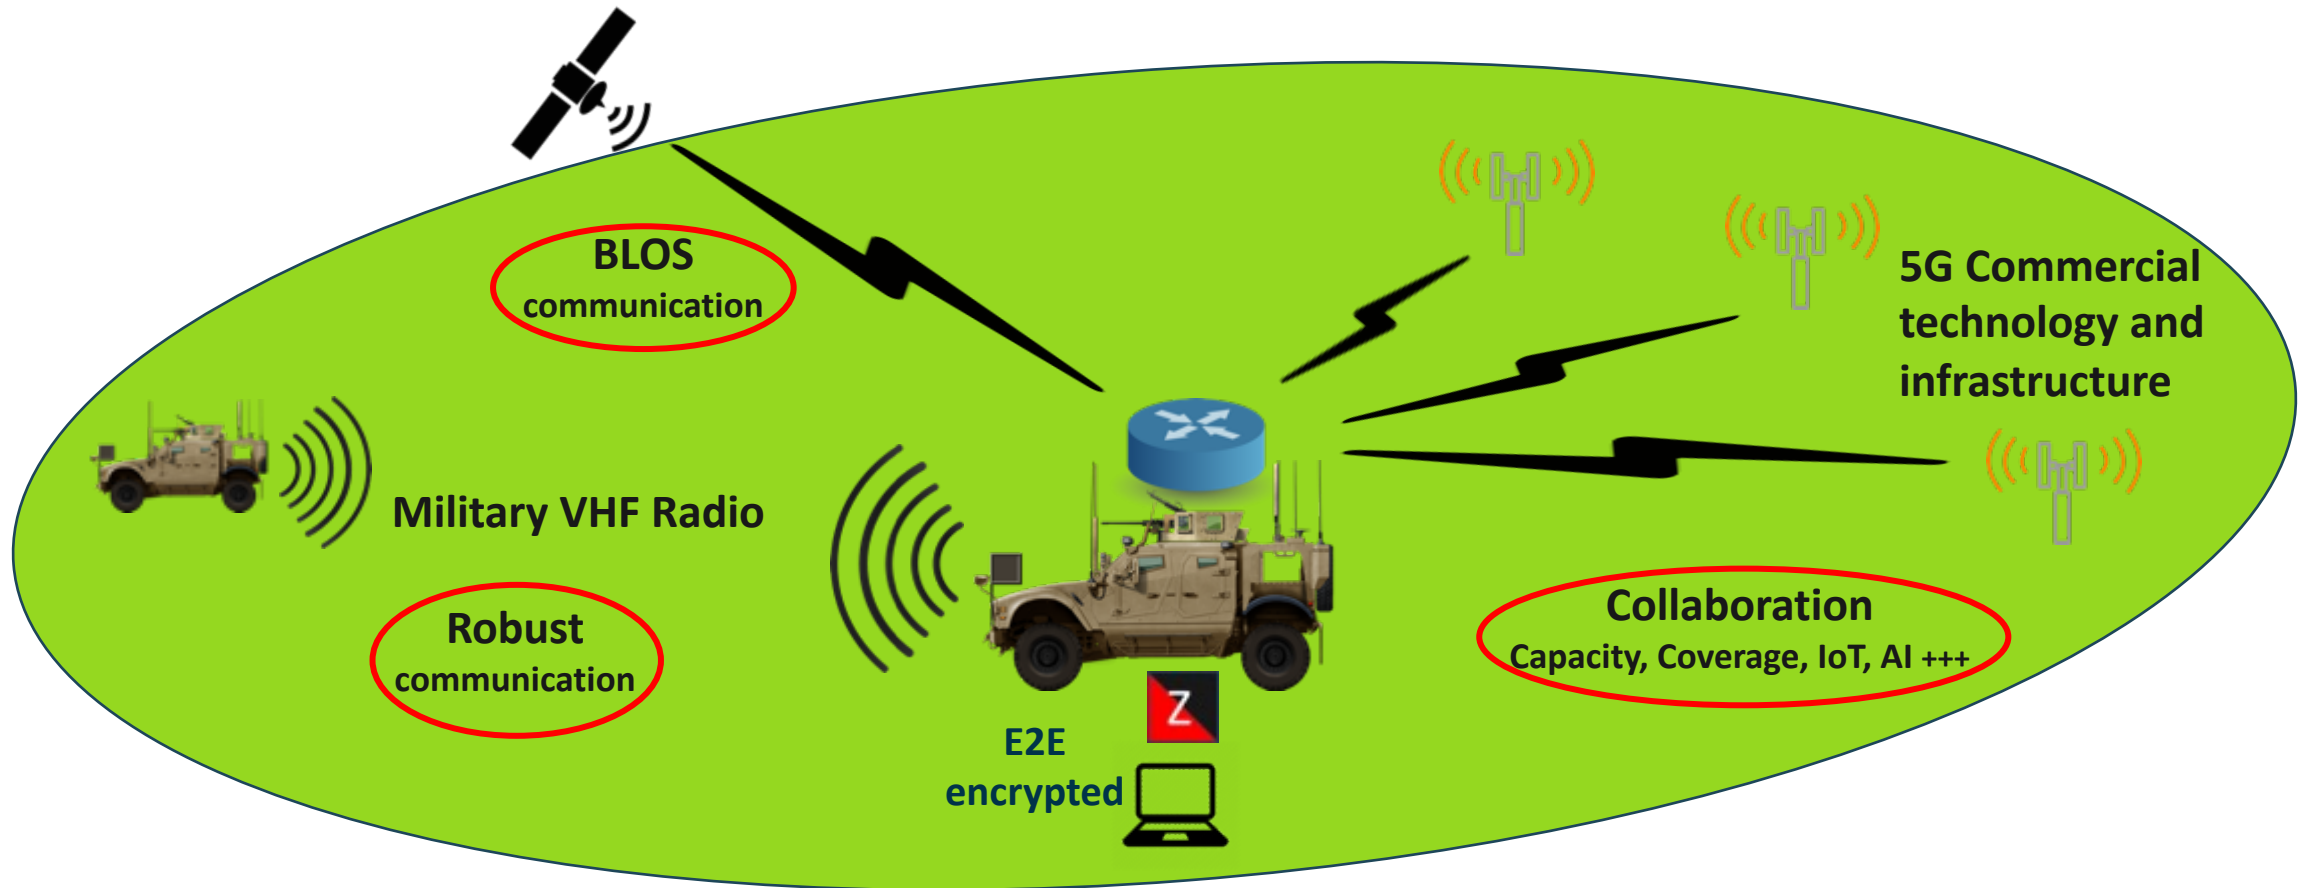 BLOS
communication
5G Commercial
technology and
infrastructure
Military VHF Radio
Robust
communication
Collaboration
Capacity, Coverage, IoT, AI +++
Z
E2E
encrypted